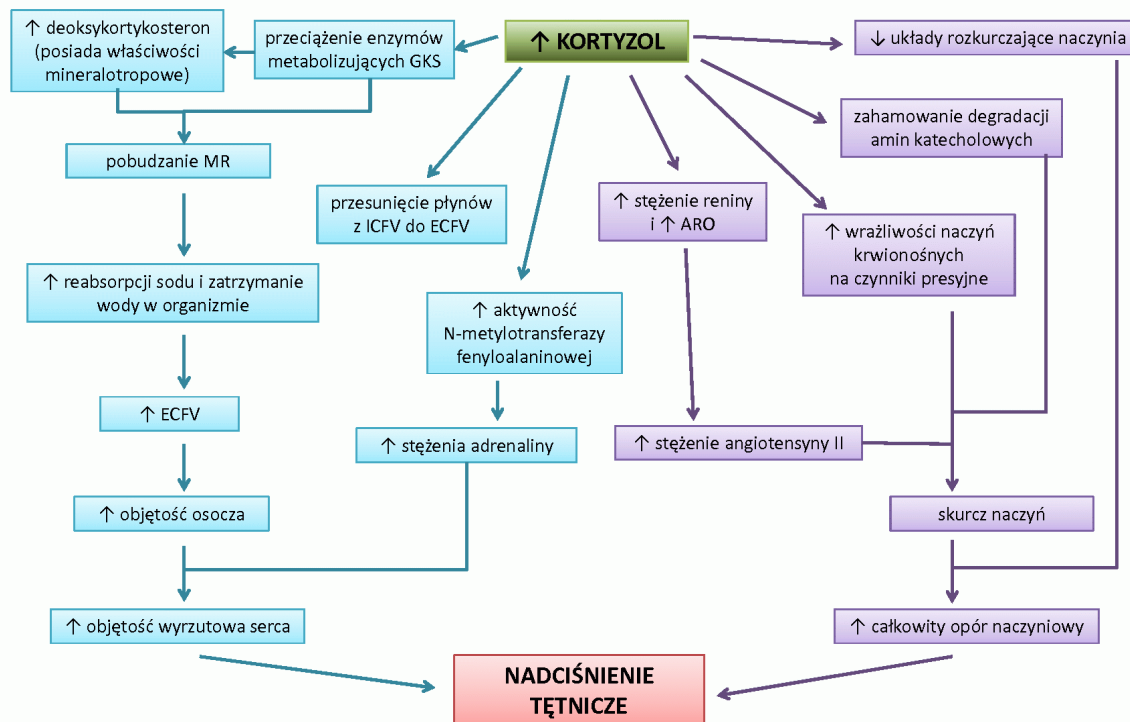 ↑ deoksykortykosteron
(posiada właściwości
mineralotropowe)
przeciążenie enzymów
metabolizujących GKS
↑ KORTYZOL
↓ układy rozkurczające naczynia
zahamowanie degradacji
amin katecholowych
pobudzanie MR
przesunięcie płynów
z ICFV do ECFV
↑ stężenie reniny
i ↑ ARO
↑ wrażliwości naczyń
krwionośnych
na czynniki presyjne
↑ reabsorpcji sodu i zatrzymanie
wody w organizmie
↑ aktywność
N-metylotransferazy
fenyloalaninowej
↑ ECFV
↑ stężenia adrenaliny
↑ stężenie angiotensyny II
↑ objętość osocza
skurcz naczyń
↑ objętość wyrzutowa serca
↑ całkowity opór naczyniowy
NADCIŚNIENIE
TĘTNICZE